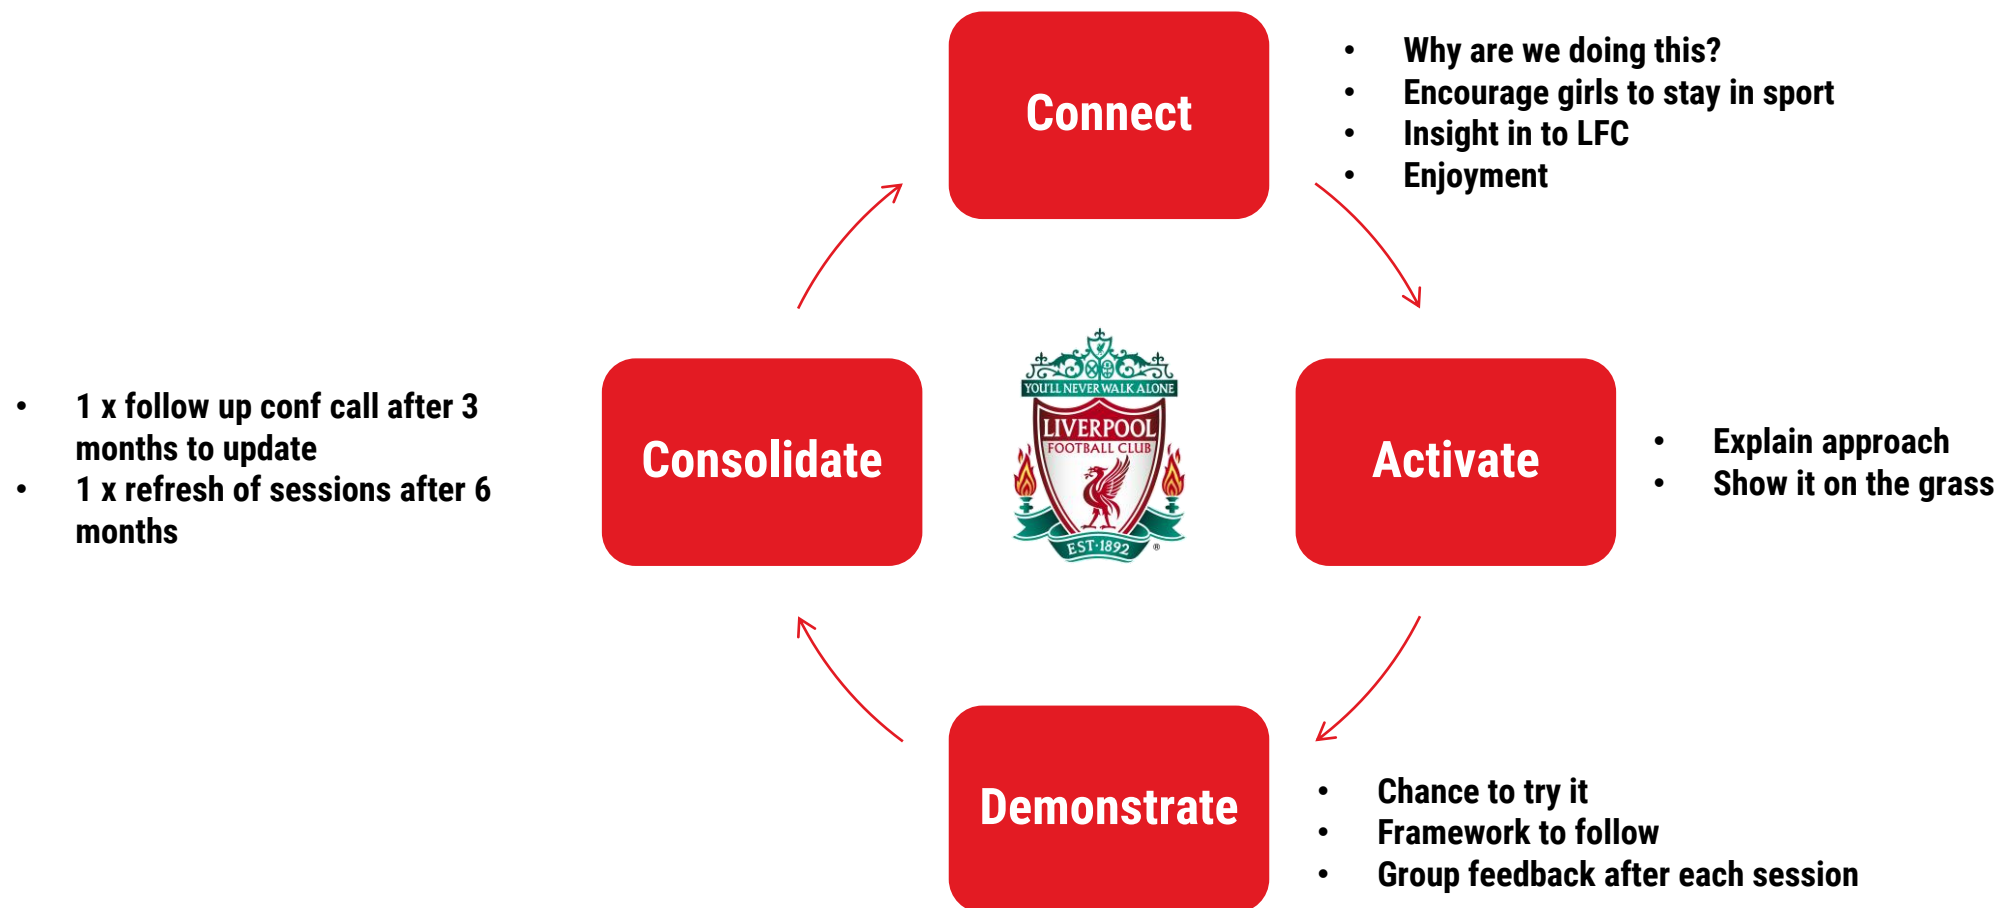 Connect
• Why are we doing this?
• Encourage girls to stay in sport
• Insight in to LFC
• Enjoyment
• 1 x follow up conf call after 3
months to update
• 1 x refresh of sessions after 6
months
Consolidate
YOU'LL NEVER WALK ALONE
LIVERPOOL
FOOTBALL CLUB
EST·1892
®
Activate
• Explain approach
• Show it on the grass
Demonstrate
• Chance to try it
• Framework to follow
• Group feedback after each session